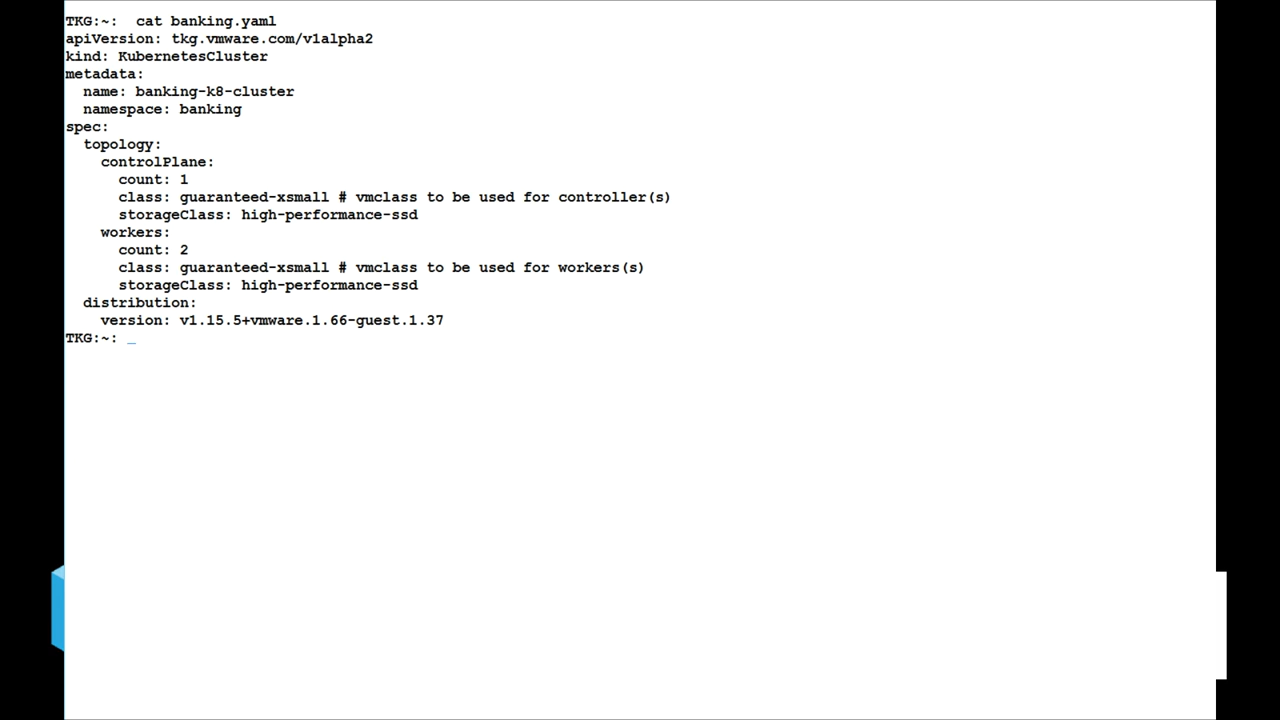 TKG:~:  cat banking.yaml
apiVersion: tkg.vmware.com/v1alpha2
kind: KubernetesCluster
metadata:
  name: banking-k8-cluster
  namespace: banking
spec:
  topology:
    controlPlane:
      count: 1
      class: guaranteed-xsmall # vmclass to be used for controller(s)
      storageClass: high-performance-ssd
    workers:
      count: 2
      class: guaranteed-xsmall # vmclass to be used for workers(s)
      storageClass: high-performance-ssd
  distribution:
    version: v1.15.5+vmware.1.66-guest.1.37
TKG:~: _